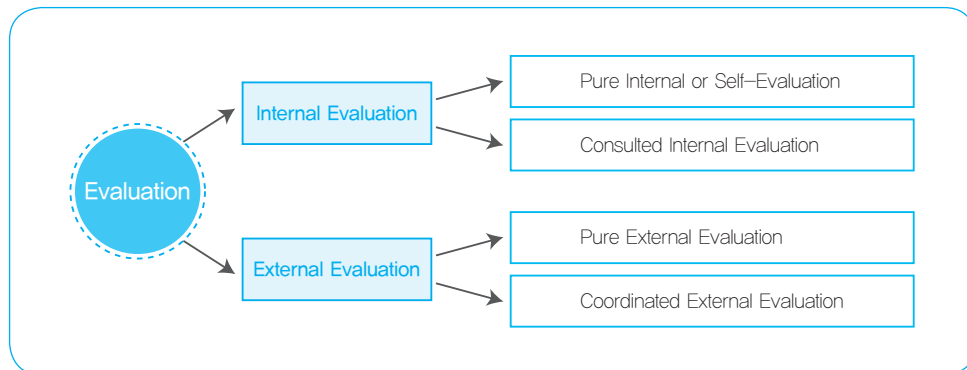 Evaluation
Internal Evaluation
Pure Internal or Self-Evaluation
Consulted Internal Evaluation
External Evaluation
Pure External Evaluation
Coordinated External Evaluation